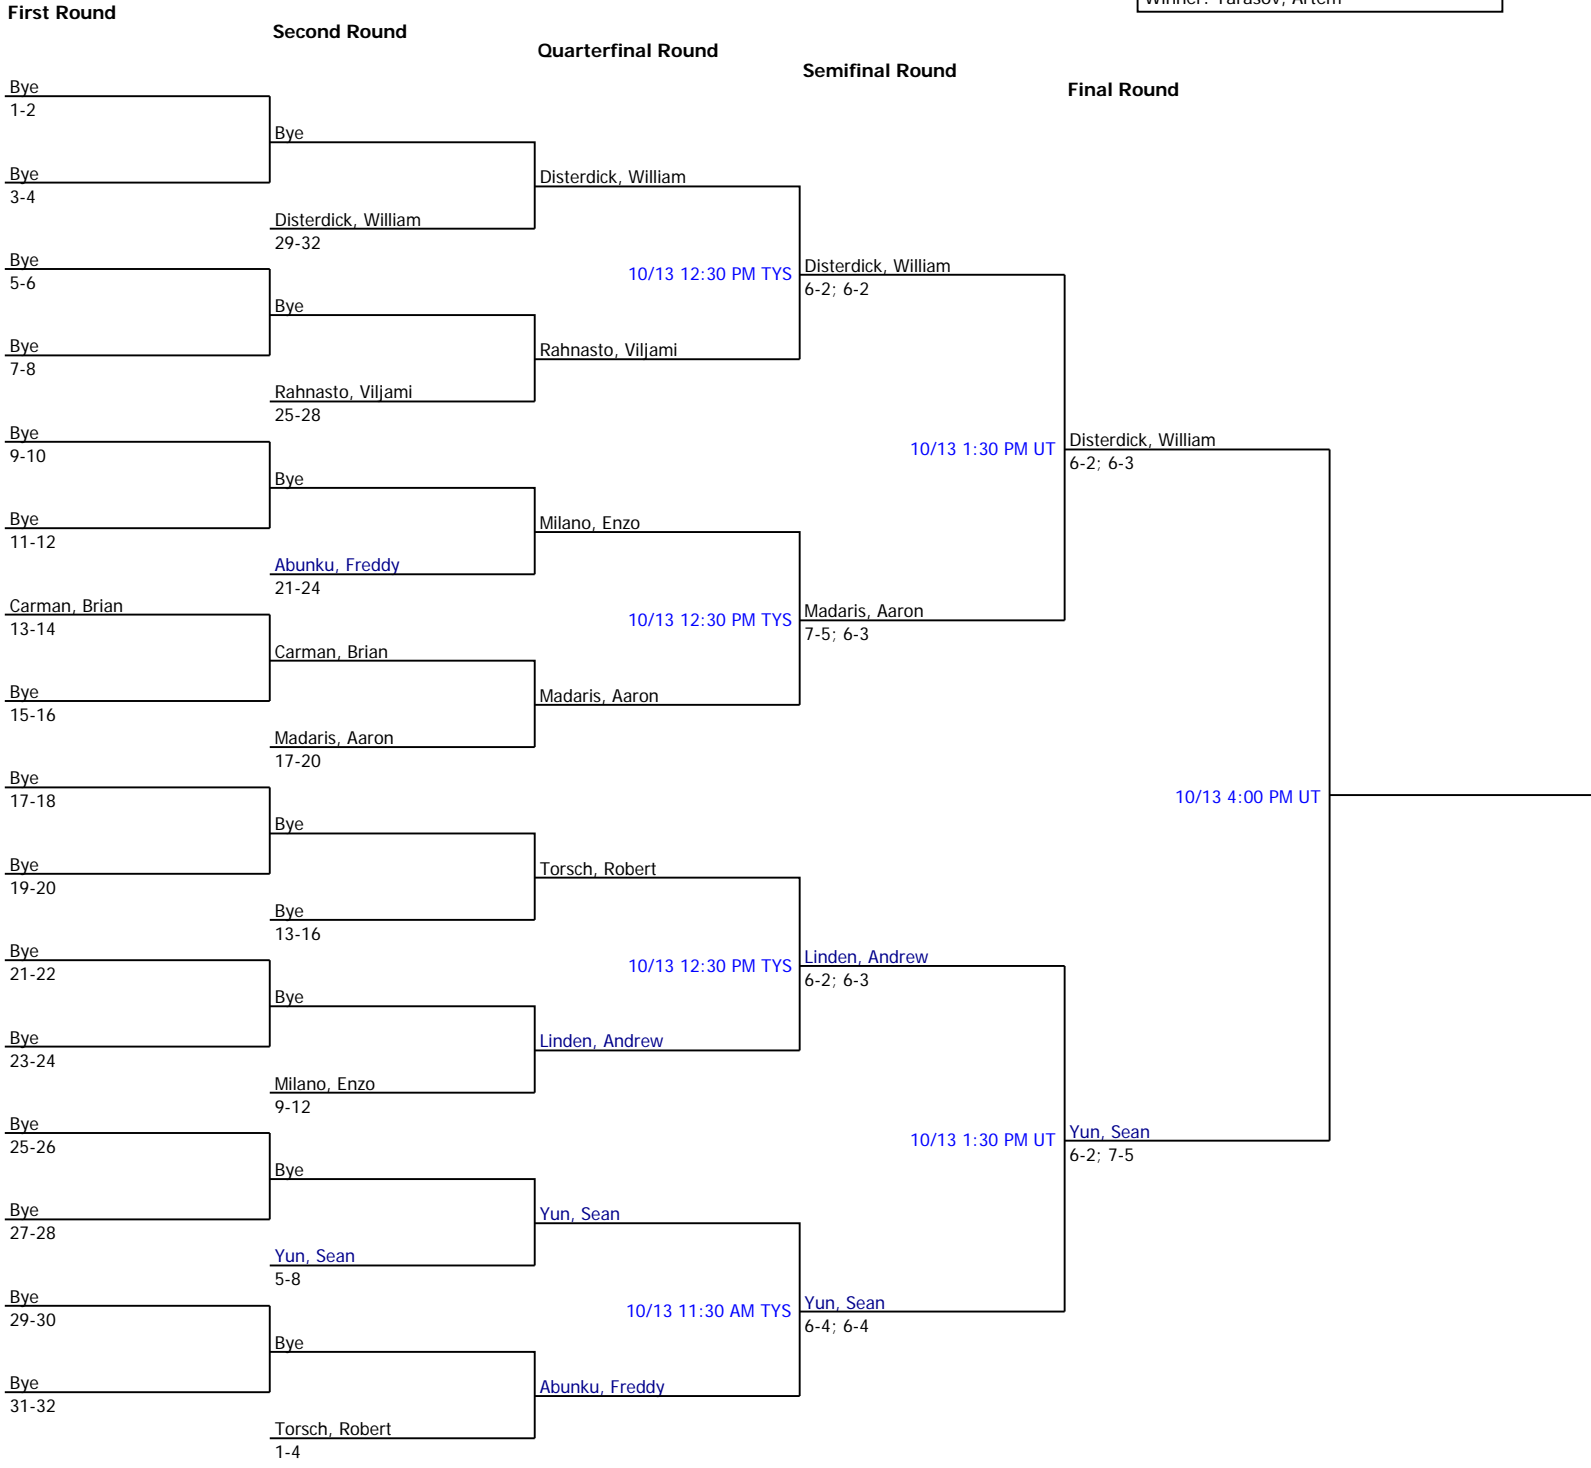 First Round
Second Round
Quarterfinal Round
Semifinal Round
Final Round
Bye
1-2
Bye
3-4
Bye
5-6
Bye
7-8
Bye
9-10
Bye
11-12
Carman, Brian
13-14
Bye
15-16
Bye
17-18
Bye
19-20
Bye
21-22
Bye
23-24
Bye
25-26
Bye
27-28
Bye
29-30
Bye
31-32
Bye
Disterdick, William
29-32
Bye
Rahnasto, Viljami
25-28
Bye
Abunku, Freddy
21-24
Carman, Brian
Madaris, Aaron
17-20
Bye
Bye
13-16
Bye
Milano, Enzo
9-12
Bye
Yun, Sean
5-8
Bye
Torsch, Robert
1-4
Disterdick, William
10/13 12:30 PM TYS
Rahnasto, Viljami
Milano, Enzo
10/13 12:30 PM TYS
Madaris, Aaron
Torsch, Robert
10/13 12:30 PM TYS
Linden, Andrew
Yun, Sean
10/13 11:30 AM TYS
Abunku, Freddy
Disterdick, William
6-2; 6-2
10/13 1:30 PM UT
Madaris, Aaron
7-5; 6-3
Linden, Andrew
6-2; 6-3
10/13 1:30 PM UT
Yun, Sean
6-4; 6-4
Disterdick, William
6-2; 6-3
10/13 4:00 PM UT
Yun, Sean
6-2; 7-5
Winner: Tarasov, Artem